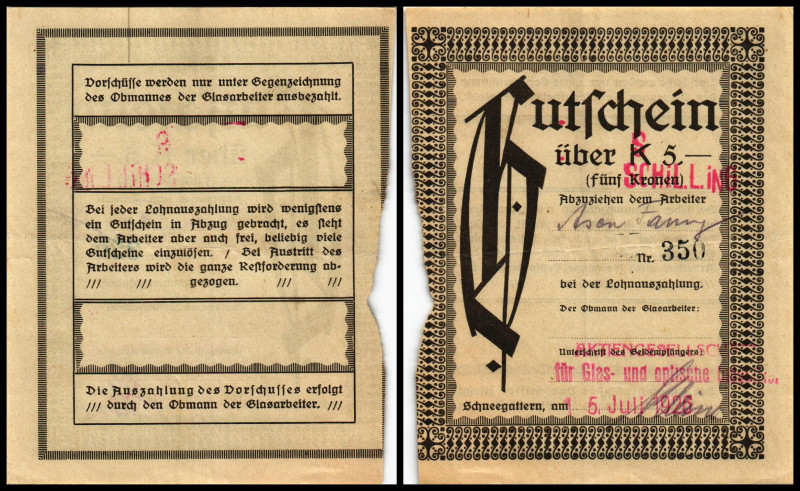 Vorschüsse werden nur unter Gegenzeichnung
des Obmannes der Glasarbeiter ausbezahlt.
Bei jeder Lohnauszahlung wird wenigstens
ein Gutschein in Abzug gebracht, es steht
dem Arbeiter aber auch frei, beliebig viele
Gutscheine einzulösen. / Bei Austritt des
Arbeiters wird die ganze Restforderung ab-
/// /// gezogen. /// ///
Die Auszahlung des Vorschusses erfolgt
/// durch den Obmann der Glasarbeiter. ///
Gutschein
über K 5.—
S
SCHILLING
(fünf Kronen)
Abzuziehen dem Arbeiter
Nr. 350
bei der Lohnauszahlung.
Der Obmann der Glasarbeiter:
AKTIENGESELLSCHAFT
Unterschrift des Geldempfängers:
für Glas- und optische
Schneegattern, am 15. Juli 1926